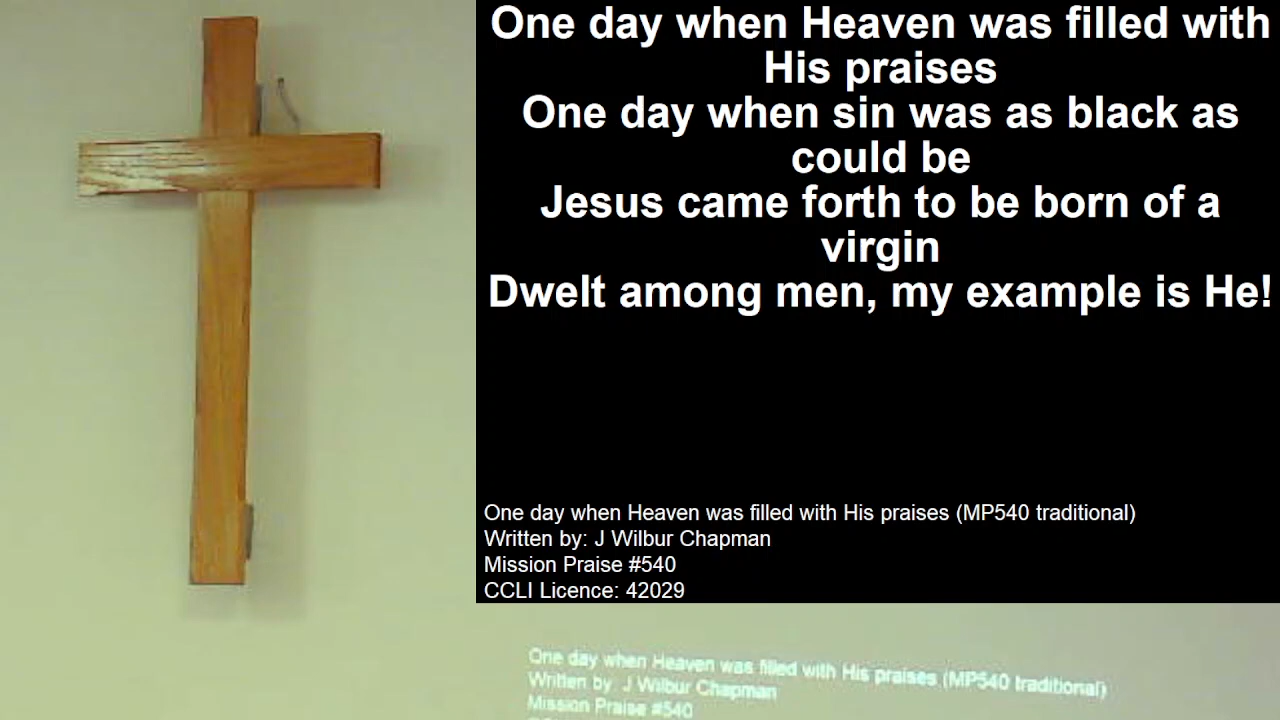 One day when Heaven was filled with
His praises
One day when sin was as black as
could be
Jesus came forth to be born of a
virgin
Dwelt among men, my example is He!
One day when Heaven was filled with His praises (MP540 traditional)
Written by: J Wilbur Chapman
Mission Praise #540
CCLI Licence: 42029
One day when Heaven was filled with His praises (MP540 traditional)
Written by: J Wilbur Chapman
Mission Praise #540